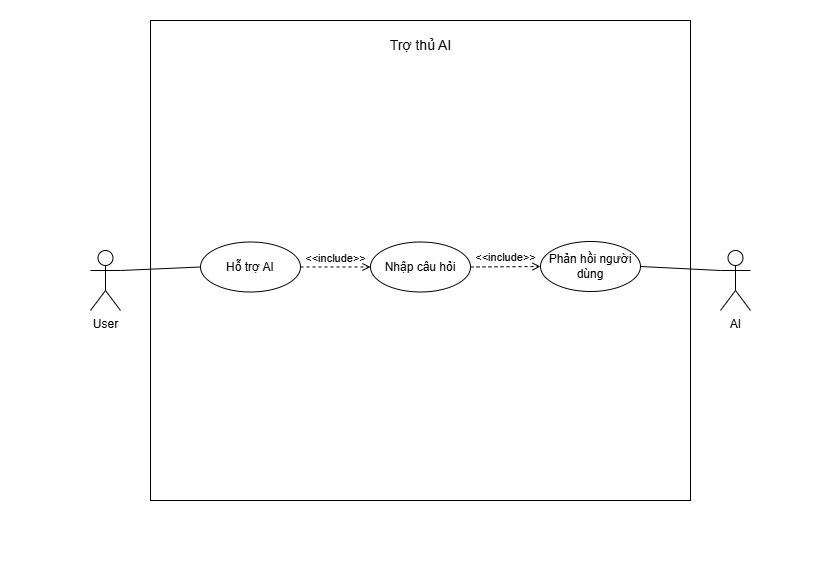 Trợ thủ AI
<<include>>
<<include>>
Hỗ trợ AI
Nhập câu hỏi
Phản hồi người
dùng
User
AI